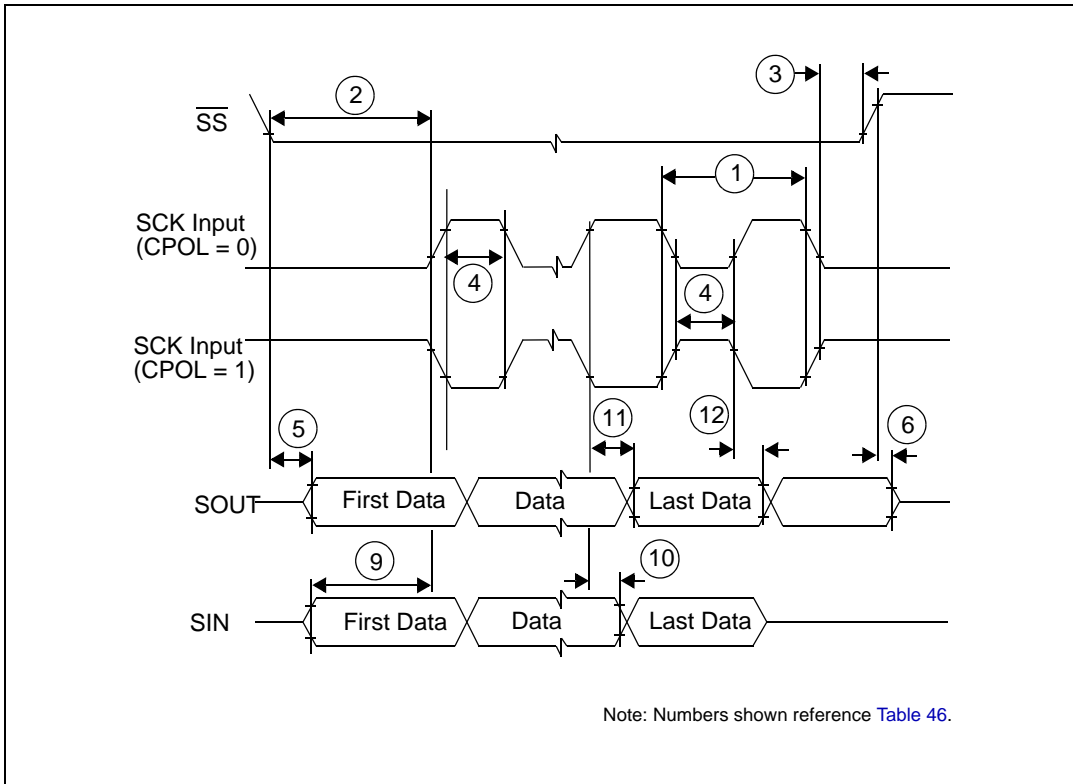 3
2
SS
1
SCK Input
(CPOL = 0)
4
4
SCK Input
(CPOL = 1)
11
12
5
6
SOUT
First Data
Data
Last Data
9
10
SIN
First Data
Data
Last Data
Note: Numbers shown reference Table 46.